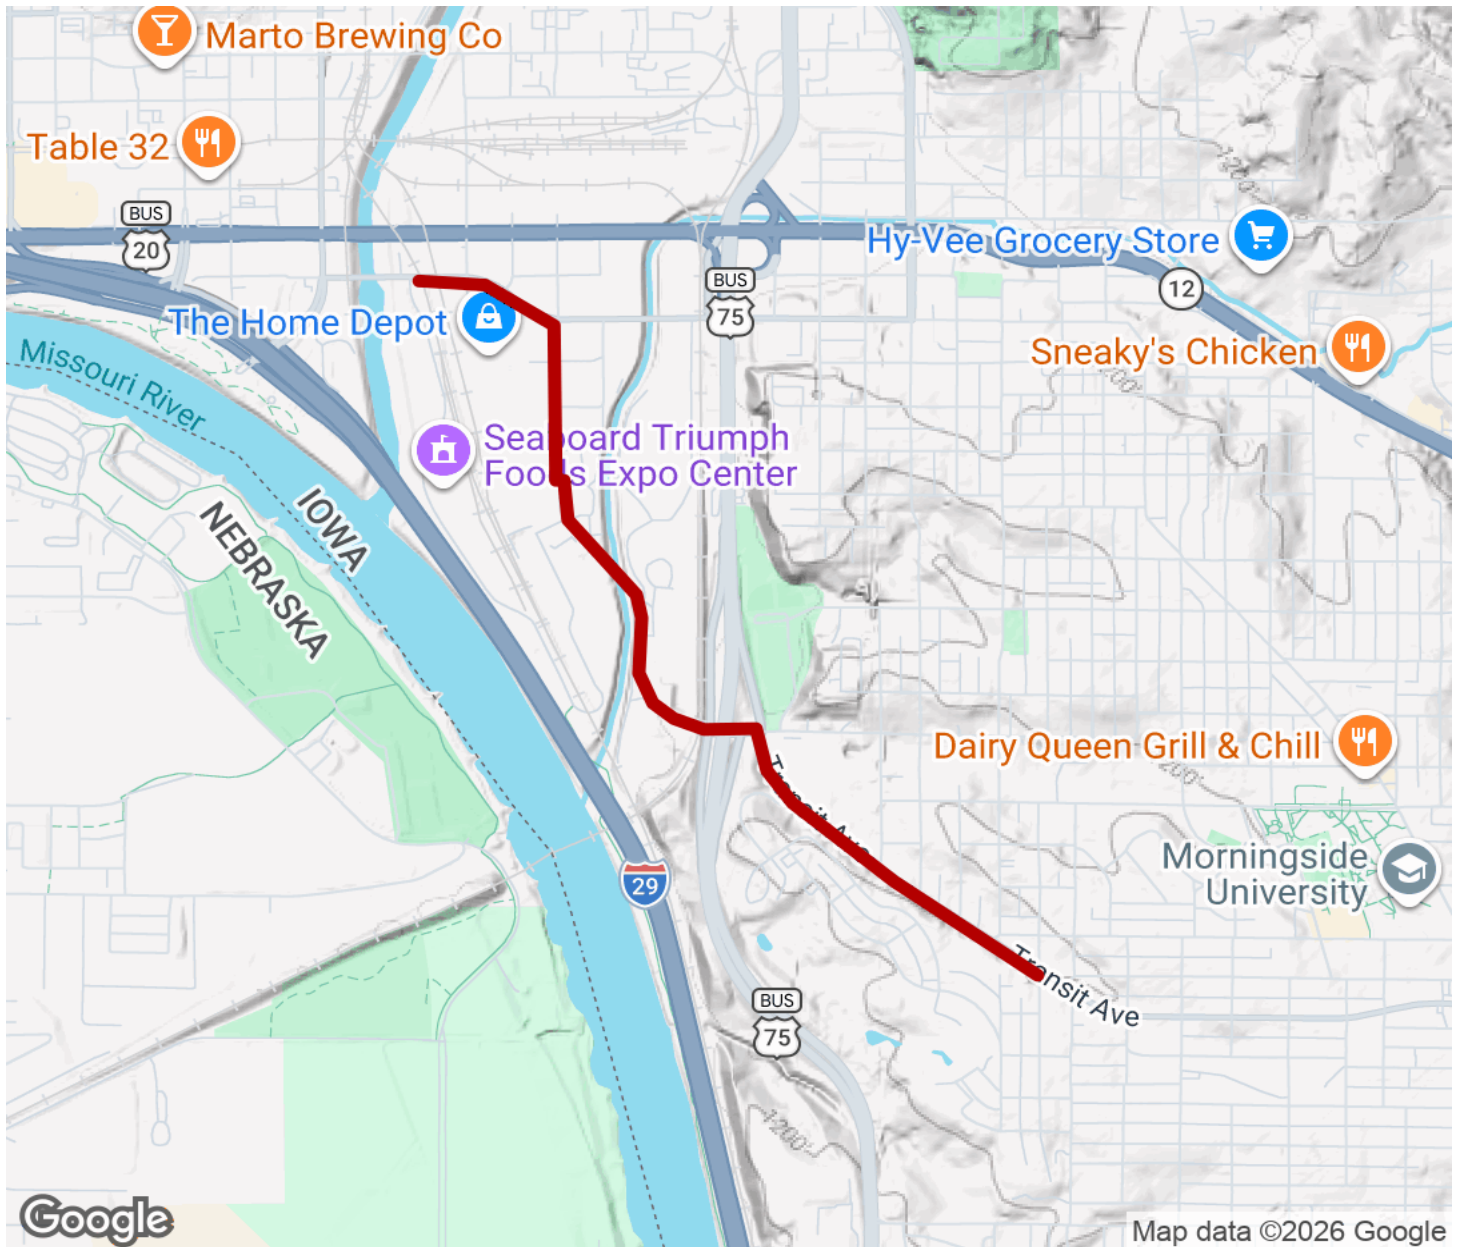 Marto Brewing Co
Table 32
BUS
20
Hy-Vee Grocery Store
BUS
75
12
The Home Depot
Sneaky's Chicken
1200'
Missouri River
Seaboard Triumph
Foods Expo Center
IOWA
NEBRASKA
Dairy Queen Grill & Chill
1200'
Transit Ave
Morningside
University
29
Transit Ave
BUS
75
1200'
Google
Map data ©2026 Google